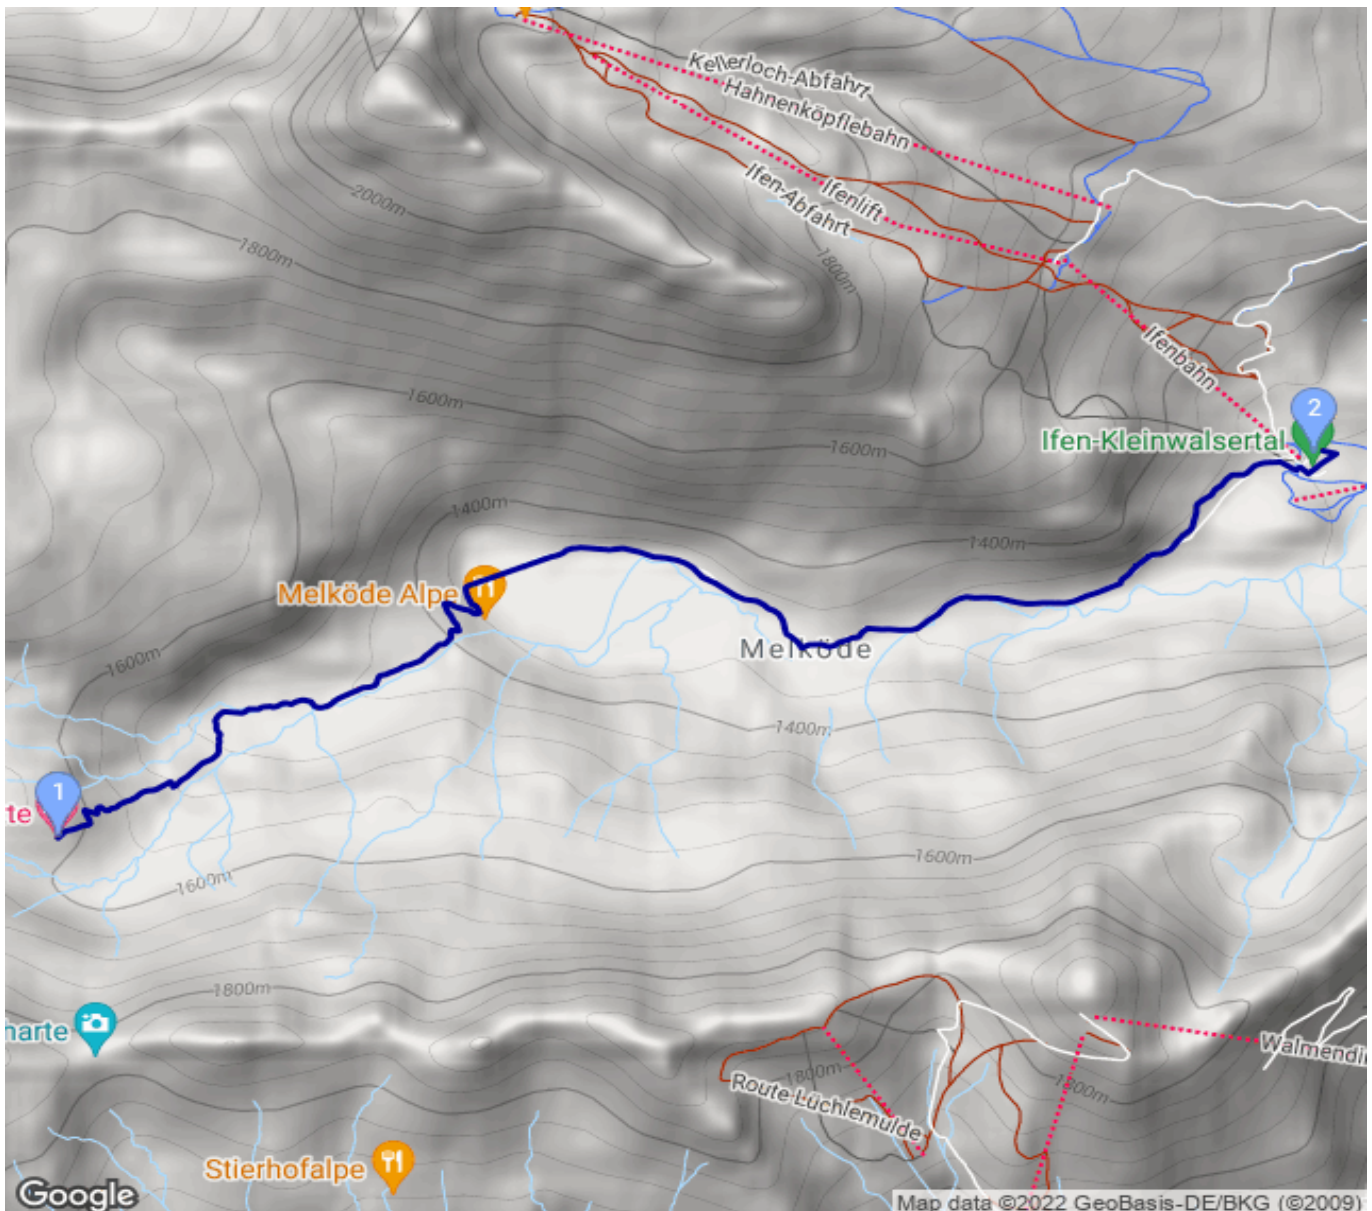 Kellerloch-Abfahrt
Hahnenköpflebahn
Ifen-Abfahrt
Ifenlift
2000m
1800m
1800m
Ifenbahn
2
Ifen-Kleinwalsertal
1600m
1600m
1400m
1400m
Melköde Alpe
Melköde
1600m
1400m
1
te
1600m
1600m
1800m
harte
Walmendin
1800m
1800m
Route Lüchlemulde
Stierhofalpe
Google
Map data ©2022 GeoBasis-DE/BKG (©2009)